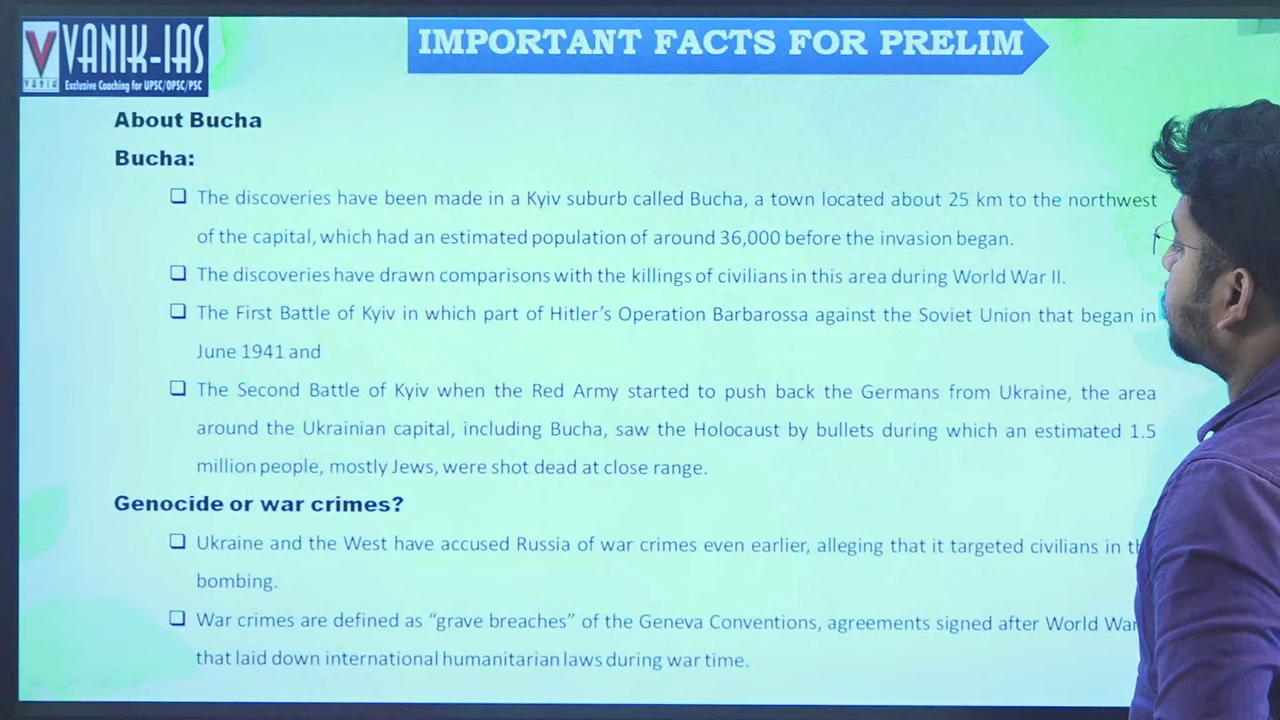 VANIK-IAS
VANIK
Exclusive Coaching for UPSC/OPSC/PSC
IMPORTANT FACTS FOR PRELIM
About Bucha
Bucha:
❑ The discoveries have been made in a Kyiv suburb called Bucha, a town located about 25 km to the northwest
of the capital, which had an estimated population of around 36,000 before the invasion began.
❑ The discoveries have drawn comparisons with the killings of civilians in this area during World War II.
❑ The First Battle of Kyiv in which part of Hitler's Operation Barbarossa against the Soviet Union that began in
June 1941 and
❑ The Second Battle of Kyiv when the Red Army started to push back the Germans from Ukraine, the area
around the Ukrainian capital, including Bucha, saw the Holocaust by bullets during which an estimated 1.5
million people, mostly Jews, were shot dead at close range.
Genocide or war crimes?
❑ Ukraine and the West have accused Russia of war crimes even earlier, alleging that it targeted civilians in
bombing.
❑ War crimes are defined as “grave breaches” of the Geneva Conventions, agreements signed after World War
that laid down international humanitarian laws during war time.